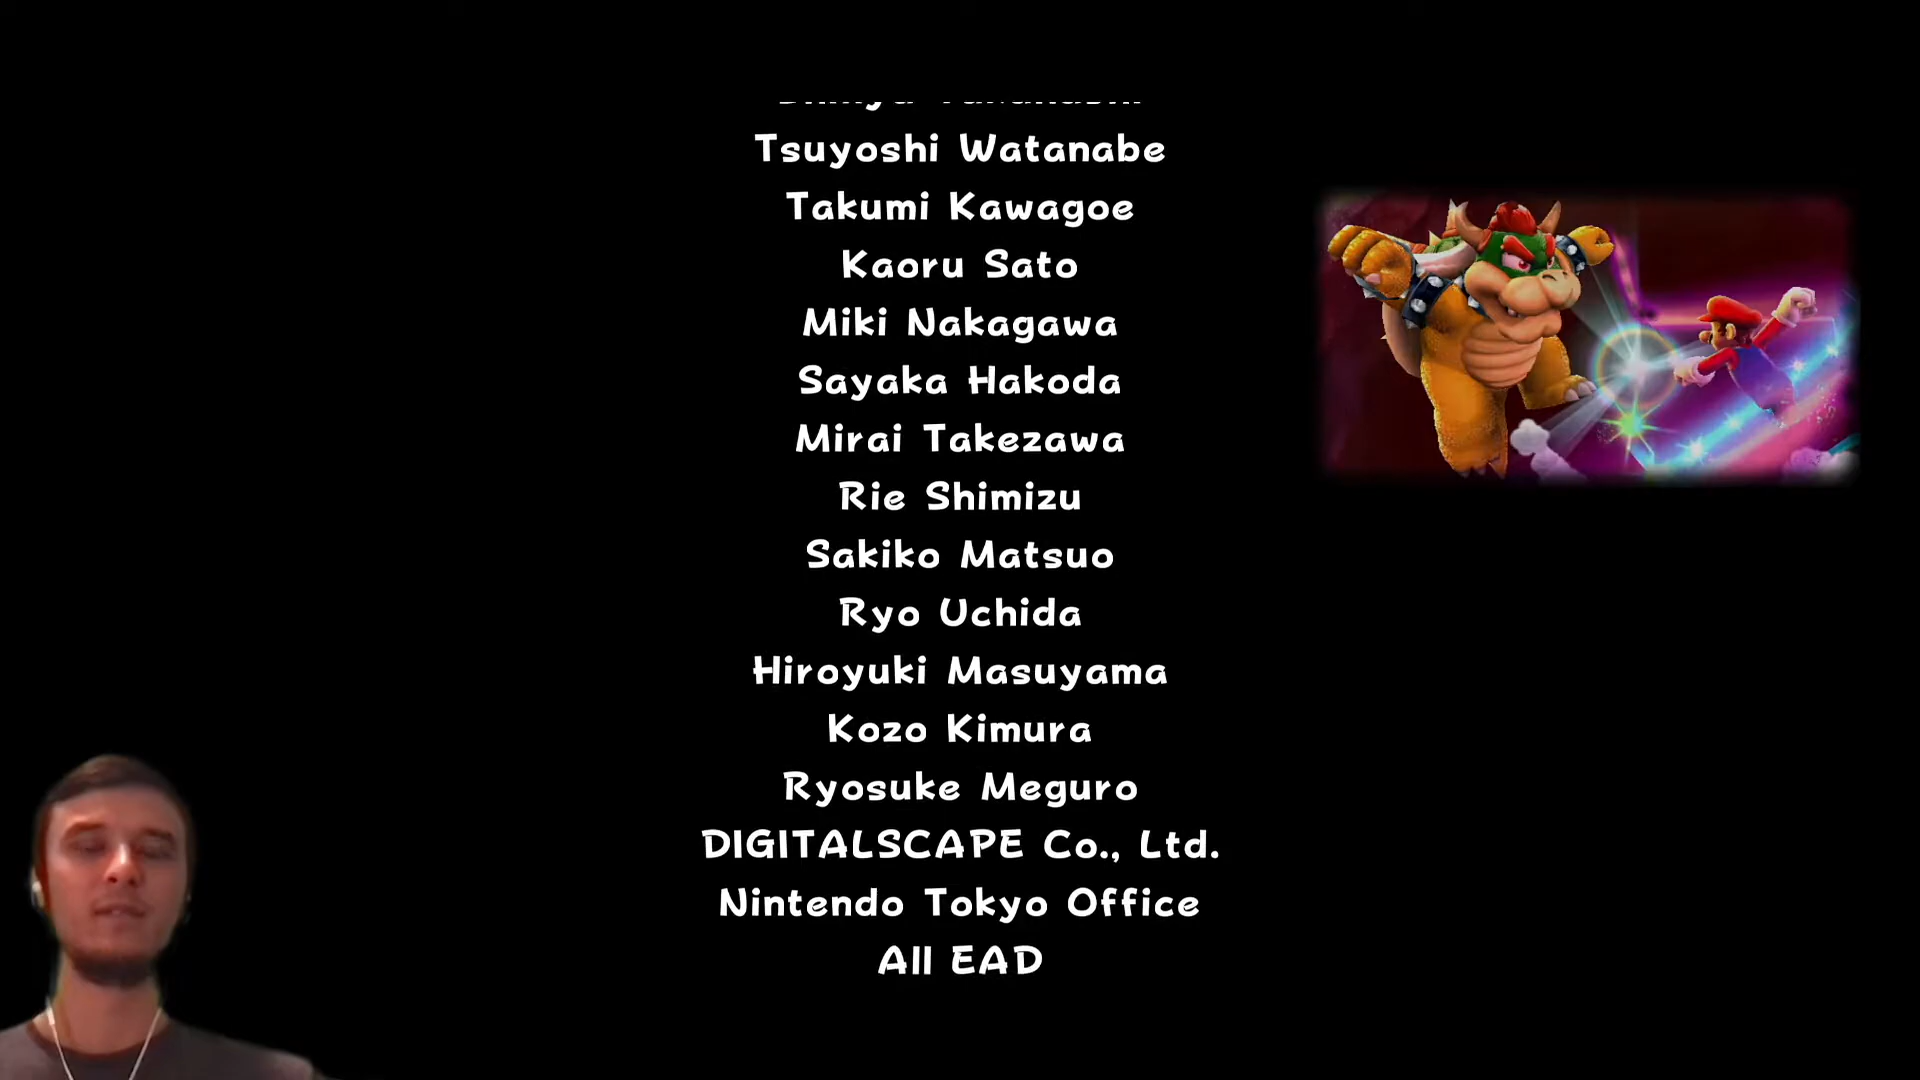 Tsuyoshi Watanabe
Takumi Kawagoe
Kaoru Sato
Miki Nakagawa
Sayaka Hakoda
Mirai Takezawa
Rie Shimizu
Sakiko Matsuo
Ryo Uchida
Hiroyuki Masuyama
Kozo Kimura
Ryosuke Meguro
DIGITALSCAPE Co., Ltd.
Nintendo Tokyo Office
All EAD